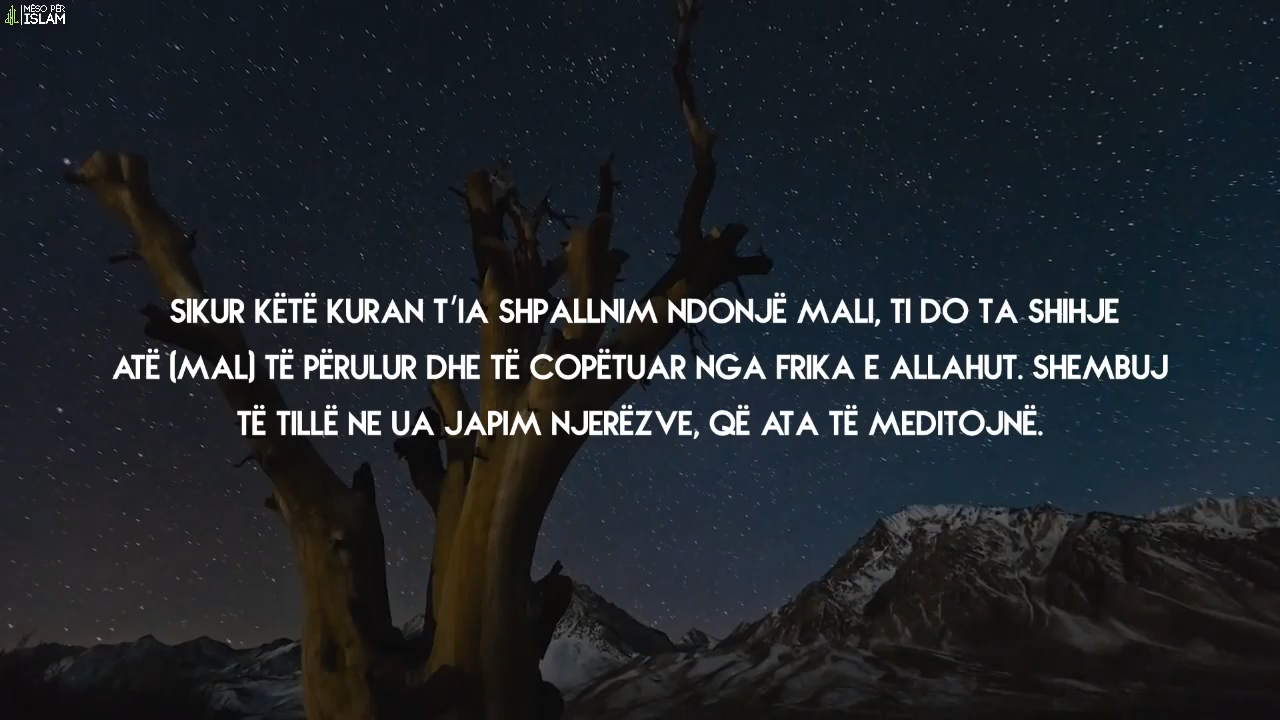 MËSO PËR
ISLAM
SIKUR KËTË KURAN T'IA SHPALLNIM NDONJË MALI, TI DO TA SHIHJE
ATË (MAL) TË PËRULUR DHE TË COPËTUAR NGA FRIKA E ALLAHUT. SHEMBUJ
TË TILLË NE UA JAPIM NJERËZVE, QË ATA TË MEDITOJNË.